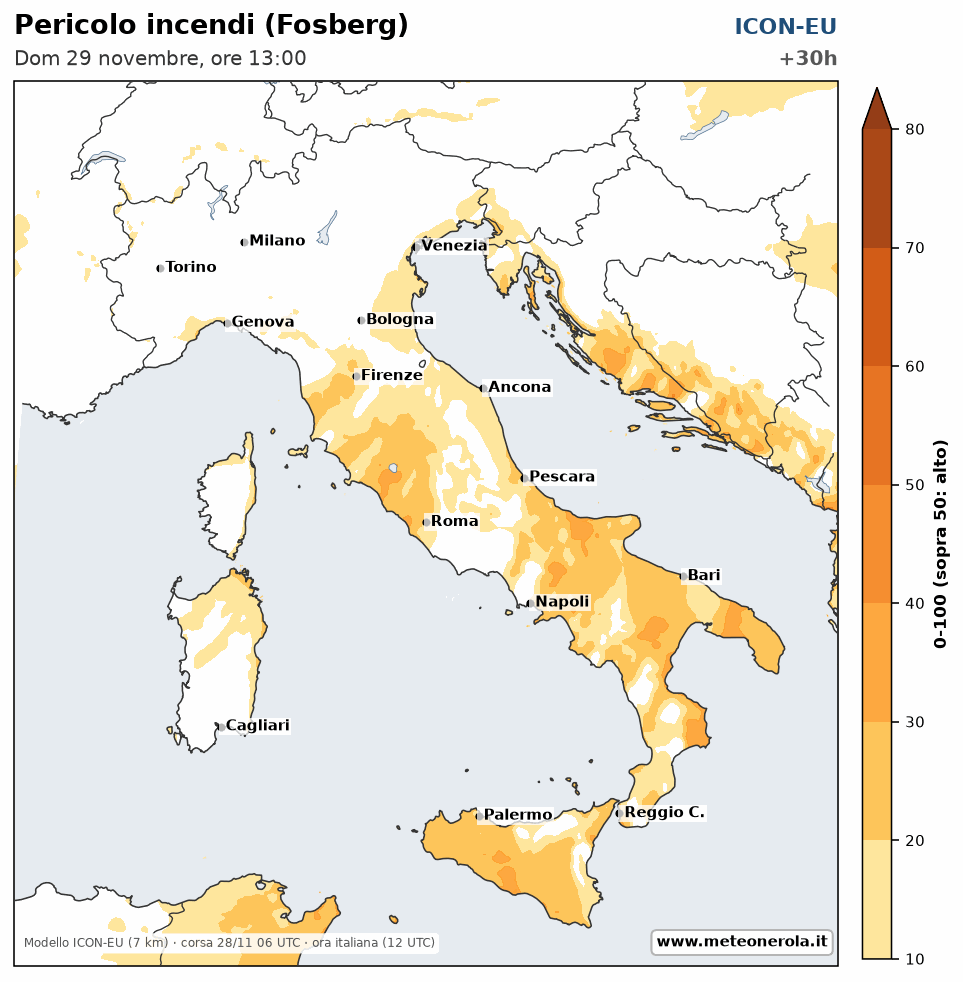 Pericolo incendi (Fosberg)
ICON-EU
Dom 29 novembre, ore 13:00
+30h
80
70
60
50
40
30
20
10
0-100 (sopra 50: alto)
Milano
Venezia
Torino
Genova
Bologna
Firenze
Ancona
Pescara
Roma
Bari
Napoli
Cagliari
Palermo
Reggio C.
Modello ICON-EU (7 km) · corsa 28/11 06 UTC · ora italiana (12 UTC)
www.meteonerola.it